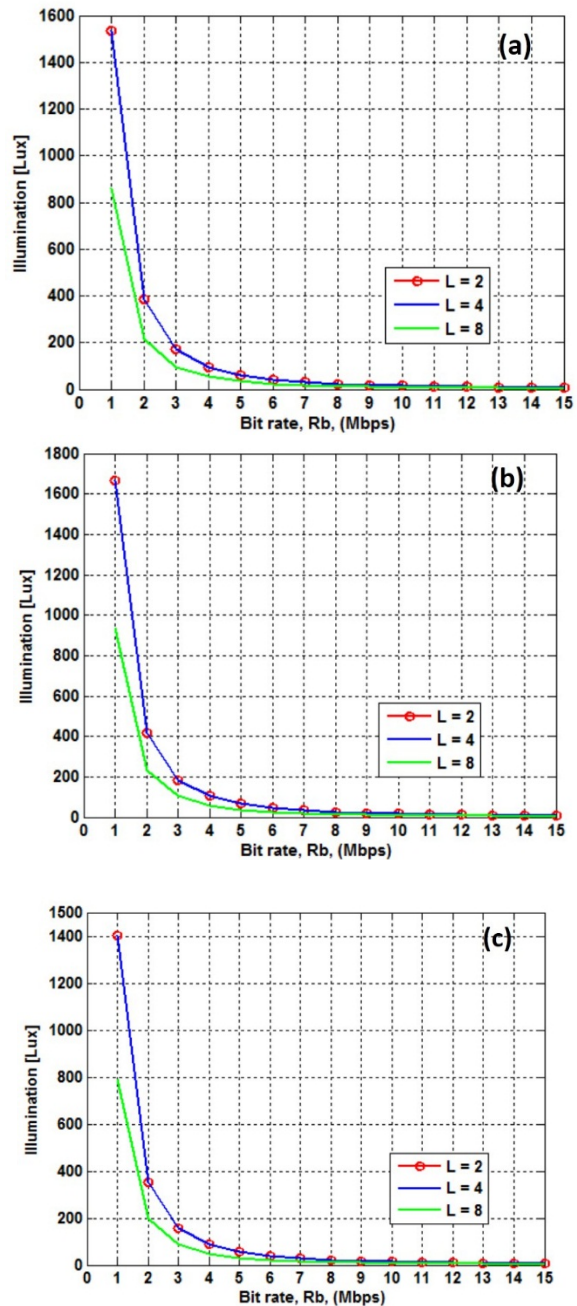 (a)
1600
1400
1200
1000
800
600
400
200
0
Illumination [Lux]
L = 2
L = 4
L = 8
0 1 2 3 4 5 6 7 8 9 10 11 12 13 14 15
Bit rate, Rb, (Mbps)
(b)
1800
1600
1400
1200
1000
800
600
400
200
0
Illumination [Lux]
L = 2
L = 4
L = 8
0 1 2 3 4 5 6 7 8 9 10 11 12 13 14 15
Bit rate, Rb, (Mbps)
(c)
1500
1400
1200
1000
800
600
400
200
0
Illumination [Lux]
L = 2
L = 4
L = 8
0 1 2 3 4 5 6 7 8 9 10 11 12 13 14 15
Bit rate, Rb, (Mbps)